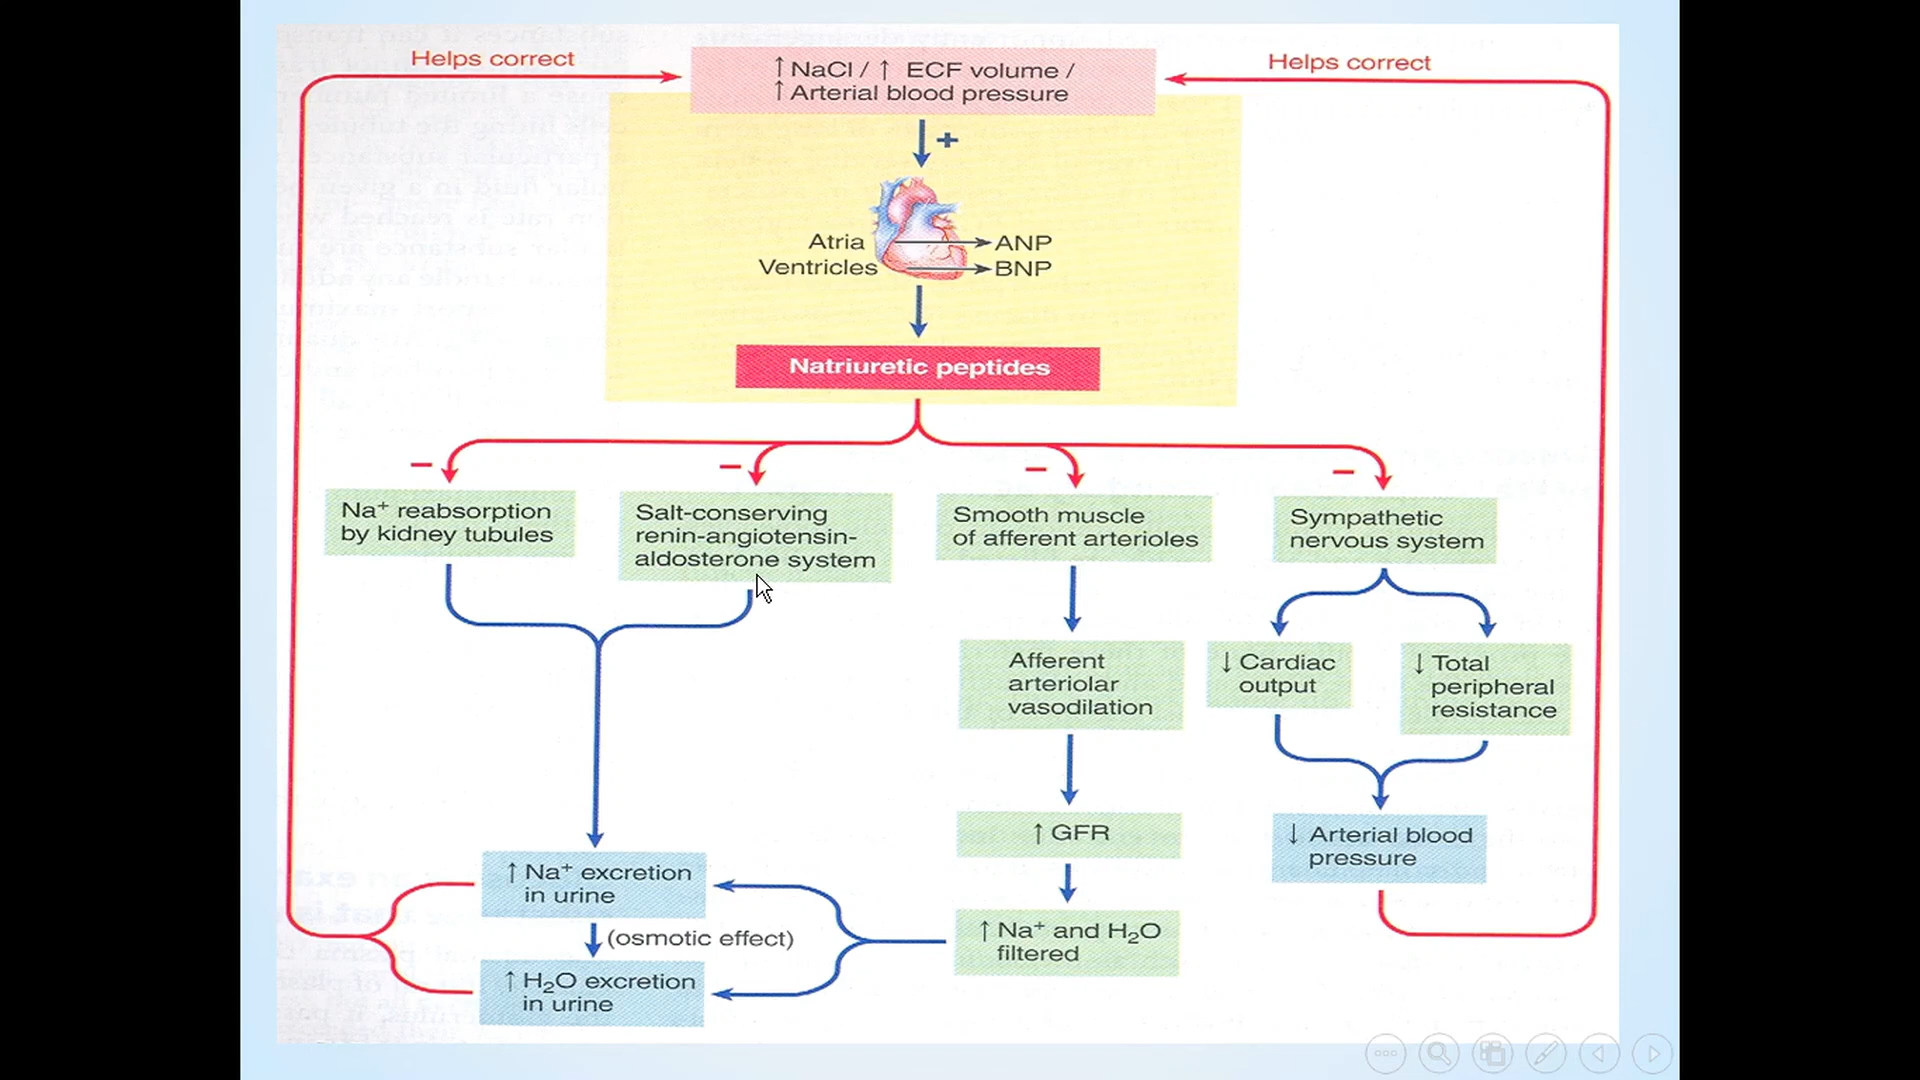 Helps correct
↑ NaCl / ↑ ECF volume /
↑ Arterial blood pressure
Helps correct
+
Atria
ANP
Ventricles
BNP
Natriuretic peptides
–
–
–
–
Na⁺ reabsorption
by kidney tubules
Salt-conserving
renin-angiotensin-
aldosterone system
Smooth muscle
of afferent arterioles
Sympathetic
nervous system
Afferent
arteriolar
vasodilation
↓ Cardiac
output
↓ Total
peripheral
resistance
↑ GFR
↓ Arterial blood
pressure
↑ Na⁺ excretion
in urine
(osmotic effect)
↑ Na⁺ and H₂O
filtered
↑ H₂O excretion
in urine